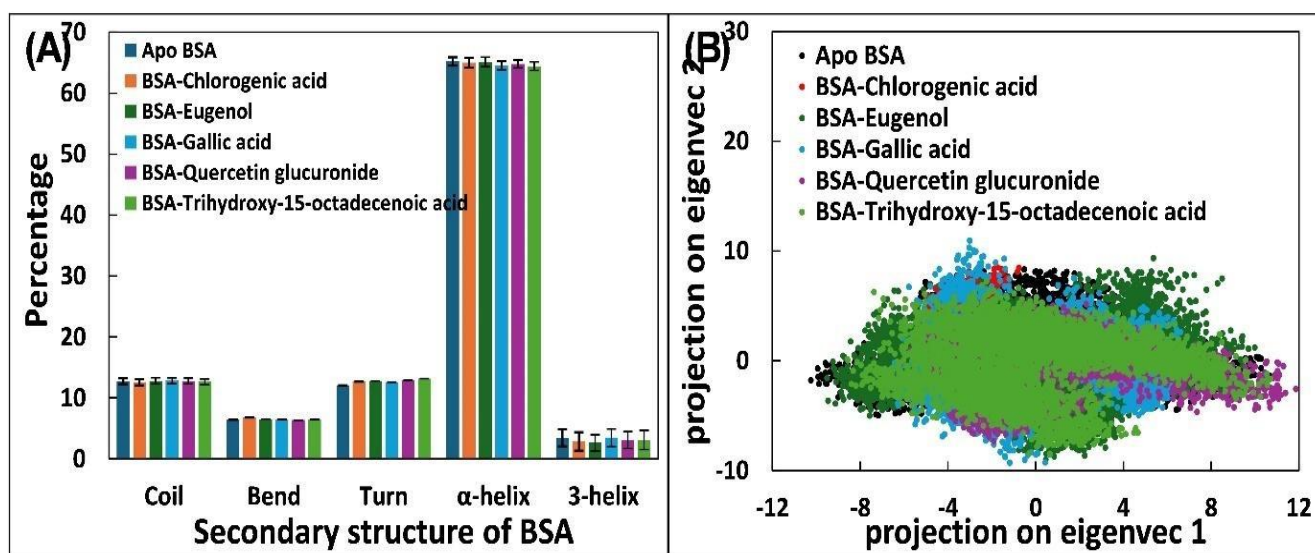 (A)
70
60
50
40
30
20
10
0
Percentage
Apo BSA
BSA-Chlorogenic acid
BSA-Eugenol
BSA-Gallic acid
BSA-Quercetin glucuronide
BSA-Trihydroxy-15-octadecenoic acid
Coil Bend Turn α-helix 3-helix
Secondary structure of BSA
(B)
30
20
10
0
-10
projection on eigenvec 2
Apo BSA
BSA-Chlorogenic acid
BSA-Eugenol
BSA-Gallic acid
BSA-Quercetin glucuronide
BSA-Trihydroxy-15-octadecenoic acid
-12 -8 -4 0 4 8 12
projection on eigenvec 1